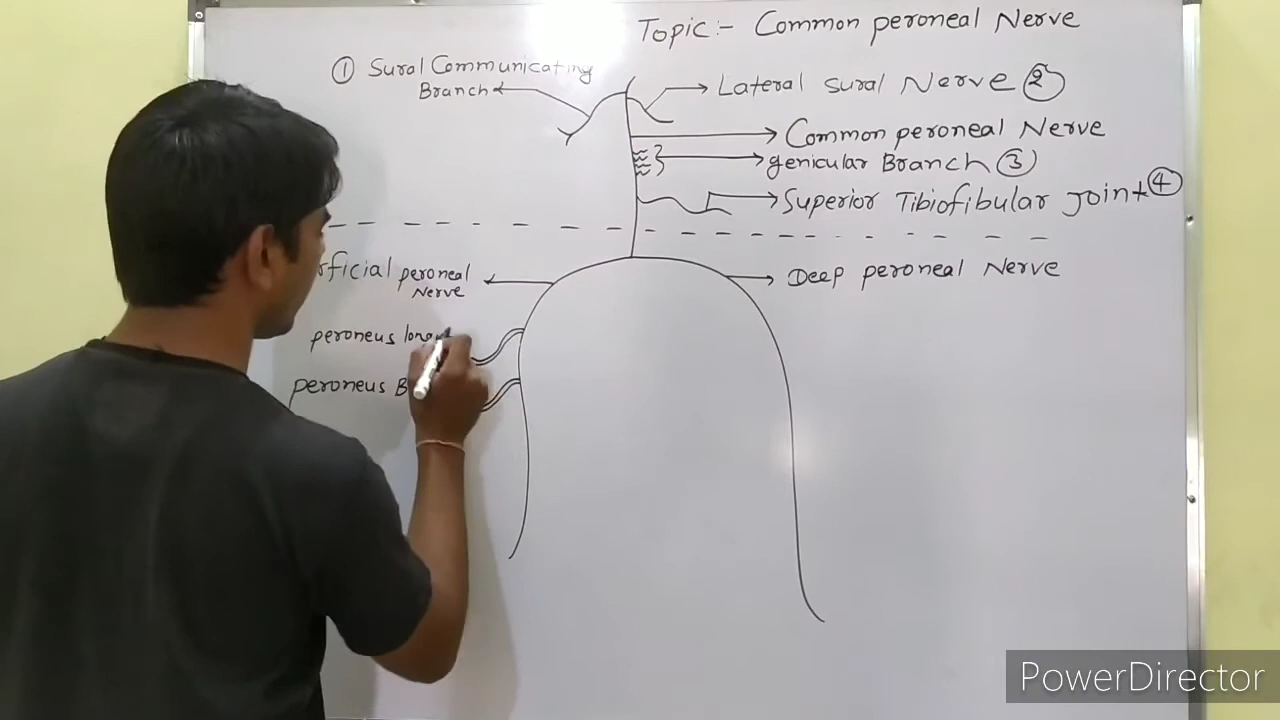 Topic:- Common peroneal Nerve
① Sural Communicating
Branch
Lateral sural Nerve ②
Common peroneal Nerve
genicular Branch ③
Superior Tibiofibular joint ④
peroneal
Nerve
Deep peroneal Nerve
peroneus
peroneus
PowerDirector